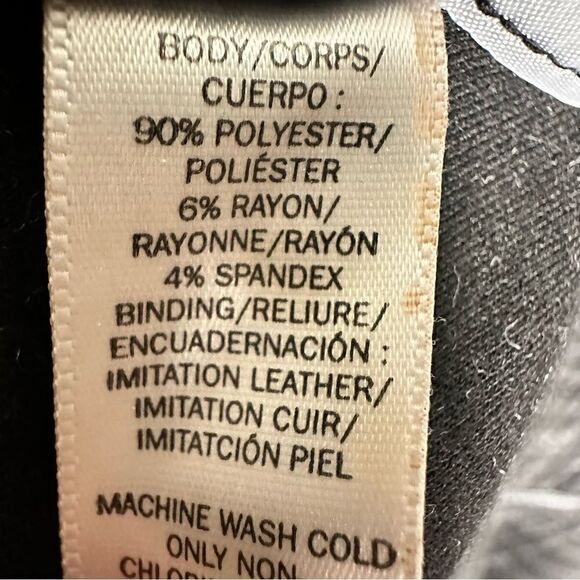 BODY/CORPS/
CUERPO :
90% POLYESTER/
POLIÉSTER
6% RAYON/
RAYONNE/RAYÓN
4% SPANDEX
BINDING/RELIURE/
ENCUADERNACIÓN :
IMITATION LEATHER/
IMITATION CUIR/
IMITATCIÓN PIEL
MACHINE WASH COLD
ONLY NON